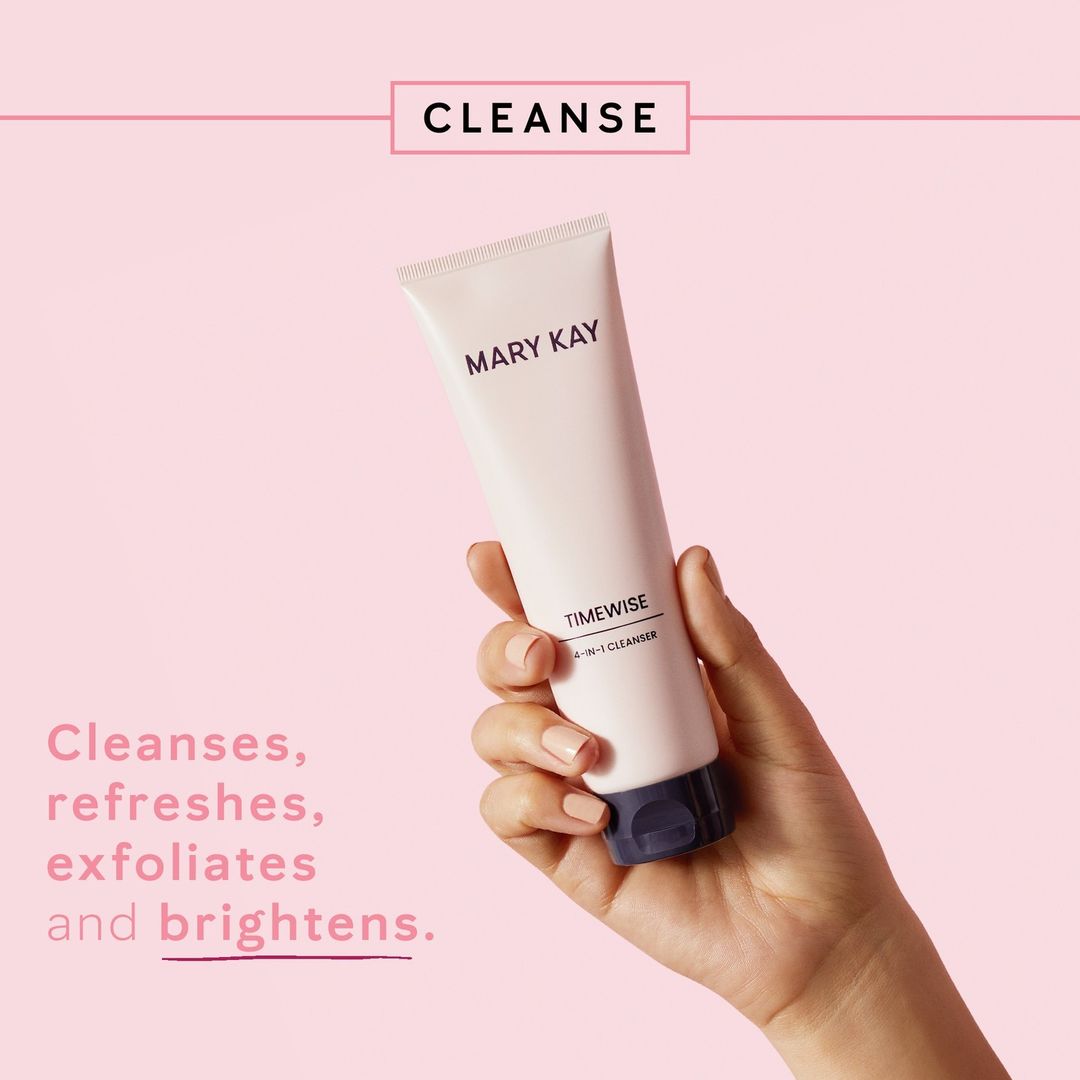 CLEANSE
MARY KAY
TIMEWISE
4-IN-1 CLEANSER
Cleanses,
refreshes,
exfoliates
and brightens.